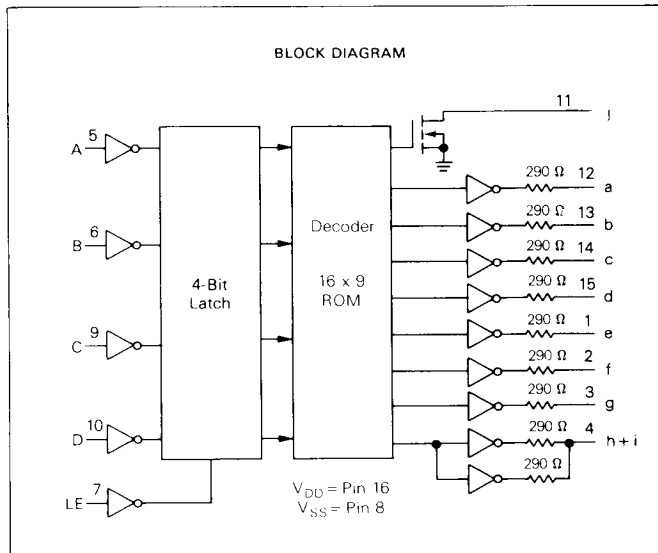 BLOCK DIAGRAM
11 j
A 5
290 Ω 12 a
290 Ω 13 b
B 6
Decoder
290 Ω 14 c
4-Bit
Latch
16 x 9
ROM
290 Ω 15 d
C 9
290 Ω 1 e
290 Ω 2 f
290 Ω 3 g
D 10
290 Ω 4 h+i
290 Ω
LE 7
VDD = Pin 16
VSS = Pin 8